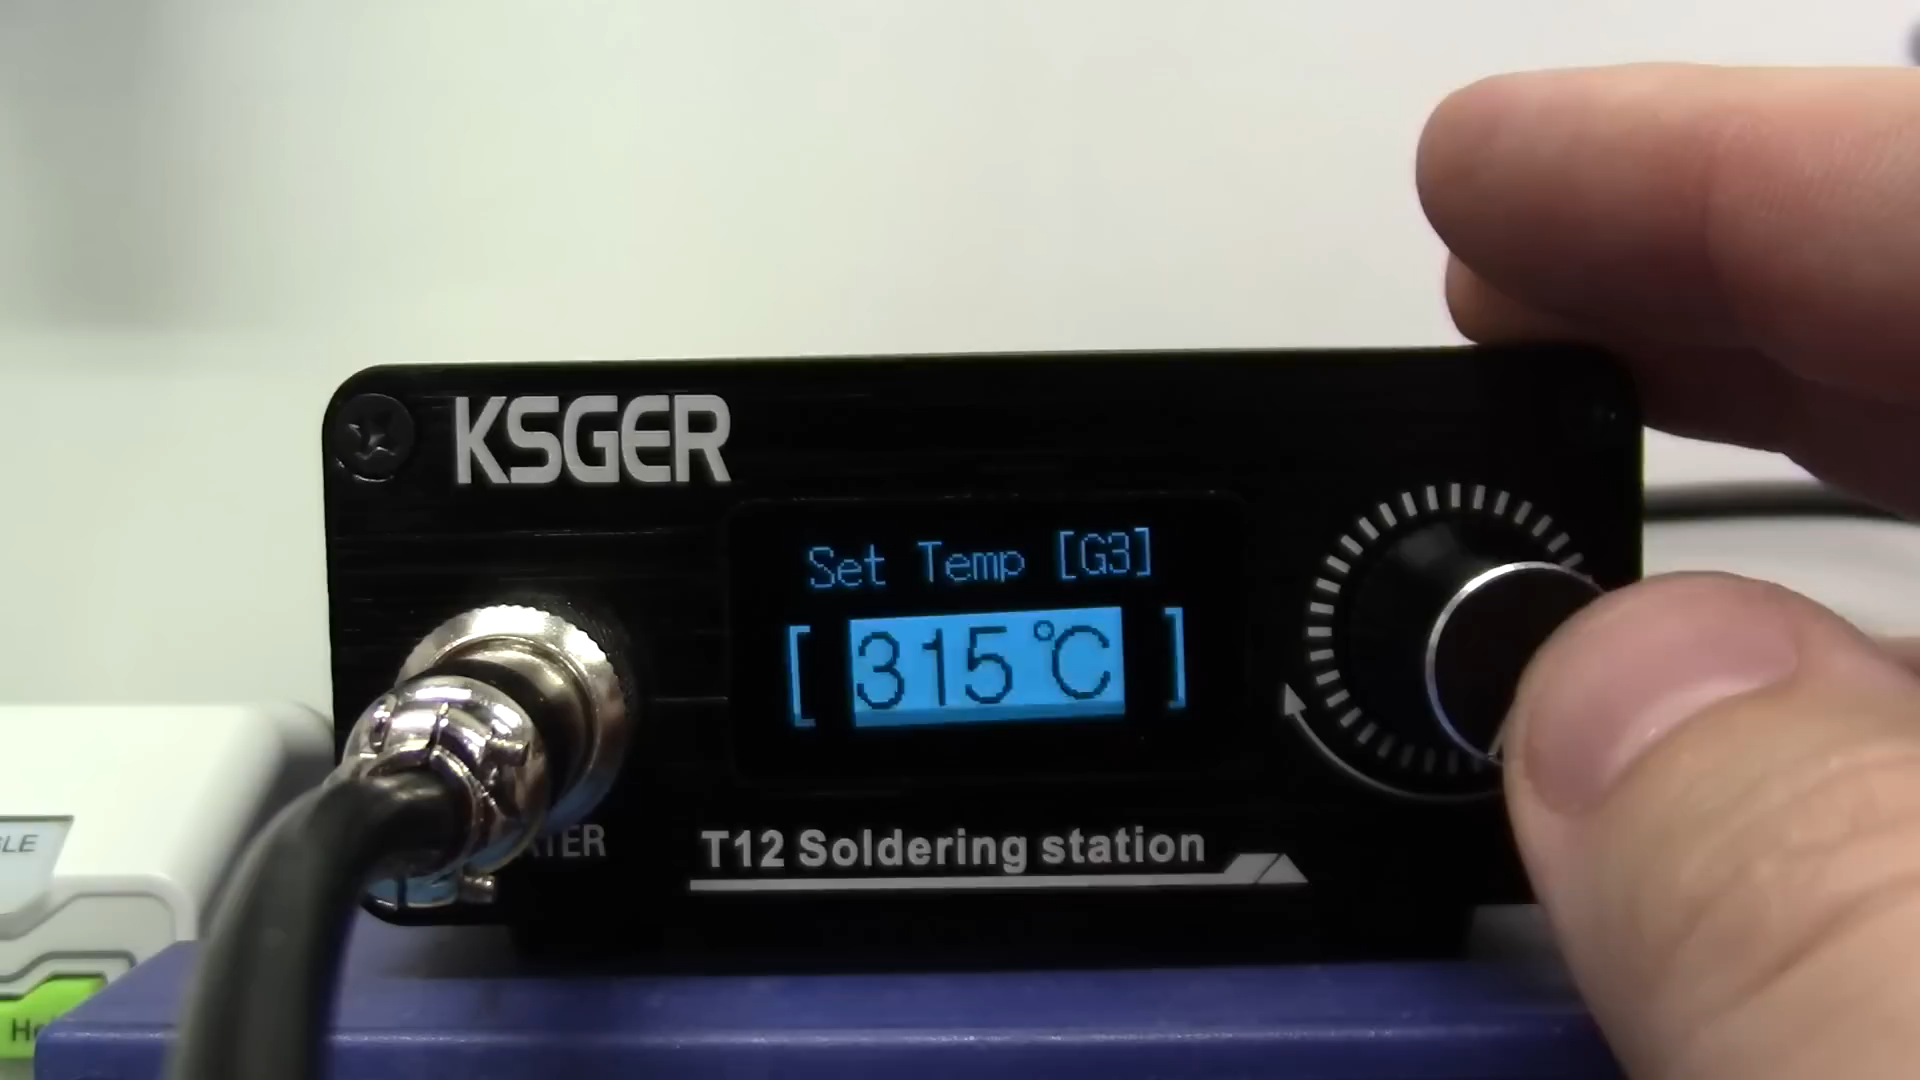 KSGER
Set Temp [G3]
[ 315℃ ]
T12 Soldering station